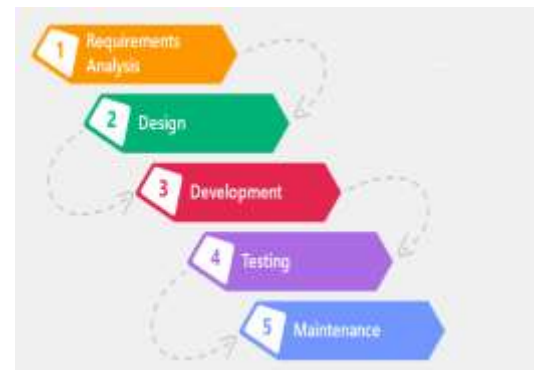 1
Requirements
Analysis
2
Design
3
Development
4
Testing
5
Maintenance